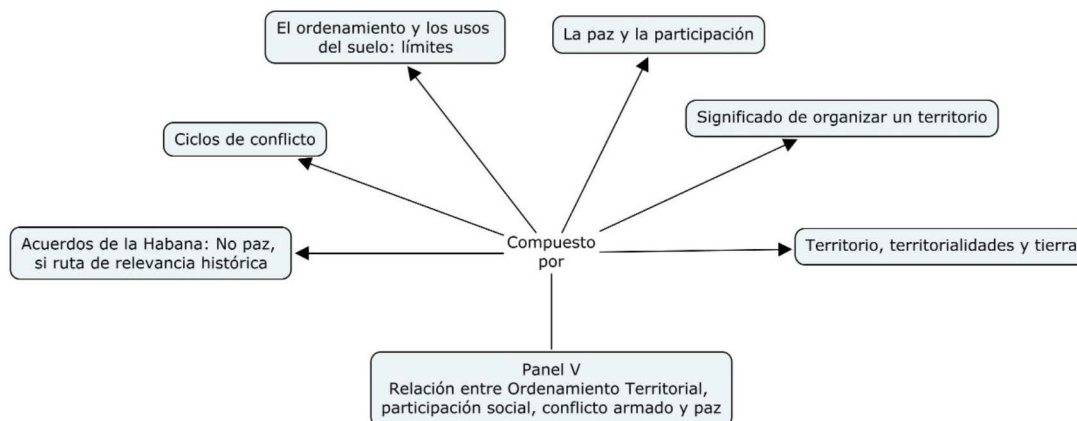 El ordenamiento y los usos
del suelo: límites
La paz y la participación
Ciclos de conflicto
Significado de organizar un territorio
Acuerdos de la Habana: No paz,
si ruta de relevancia histórica
Compuesto
por
Territorio, territorialidades y tierra
Panel V
Relación entre Ordenamiento Territorial,
participación social, conflicto armado y paz